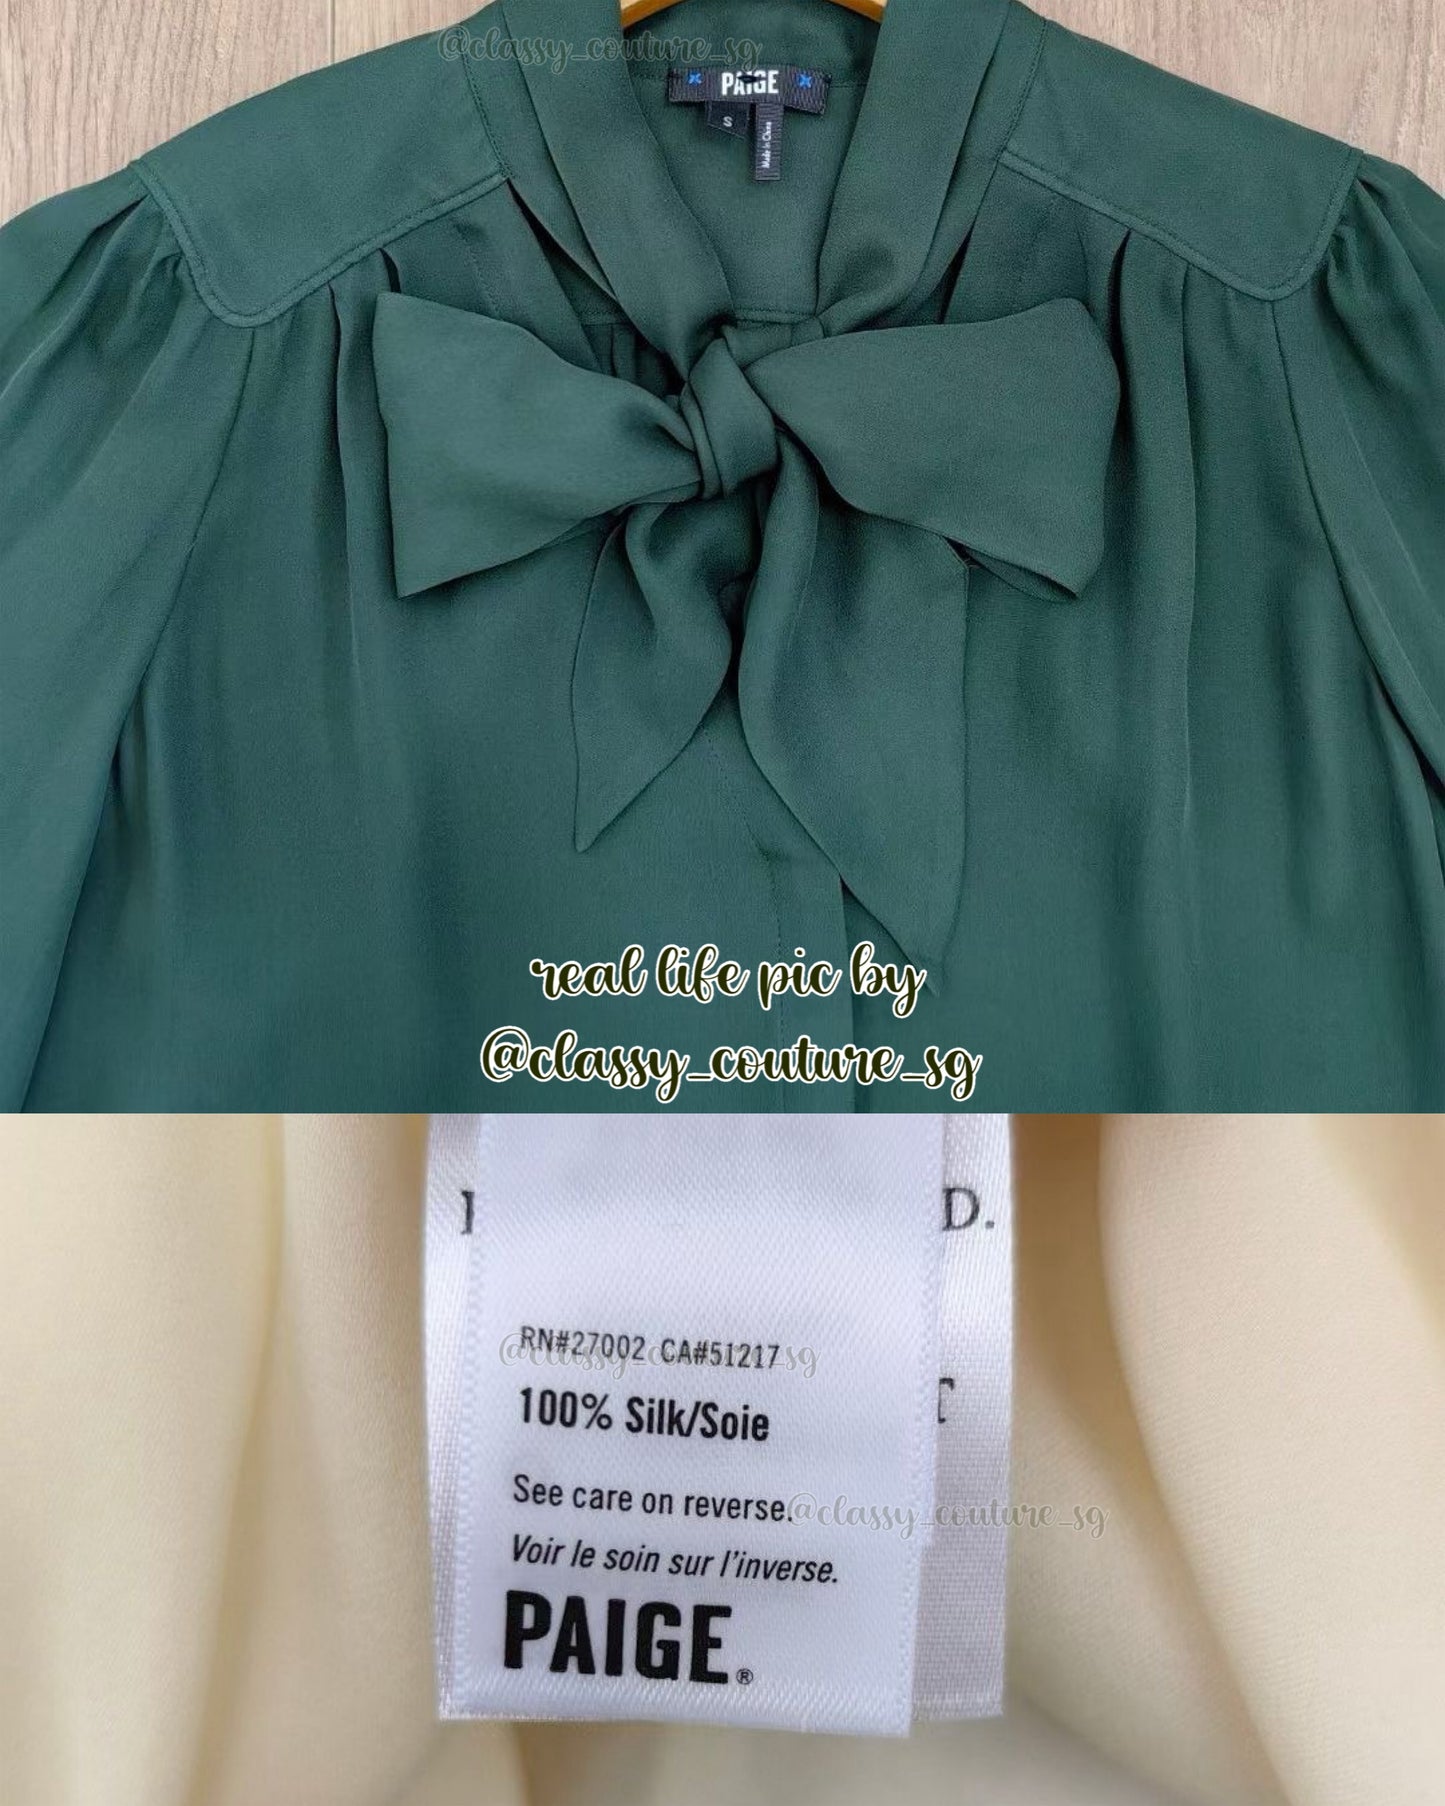 @classy_couture_sg
PAIGE
S
Made in China
real life pic by
@classy_couture_sg
D.
RN#27002 CA#51217
@classy_couture_sg
100% Silk/Soie
See care on reverse.
@classy_couture_sg
Voir le soin sur l'inverse.
PAIGE®